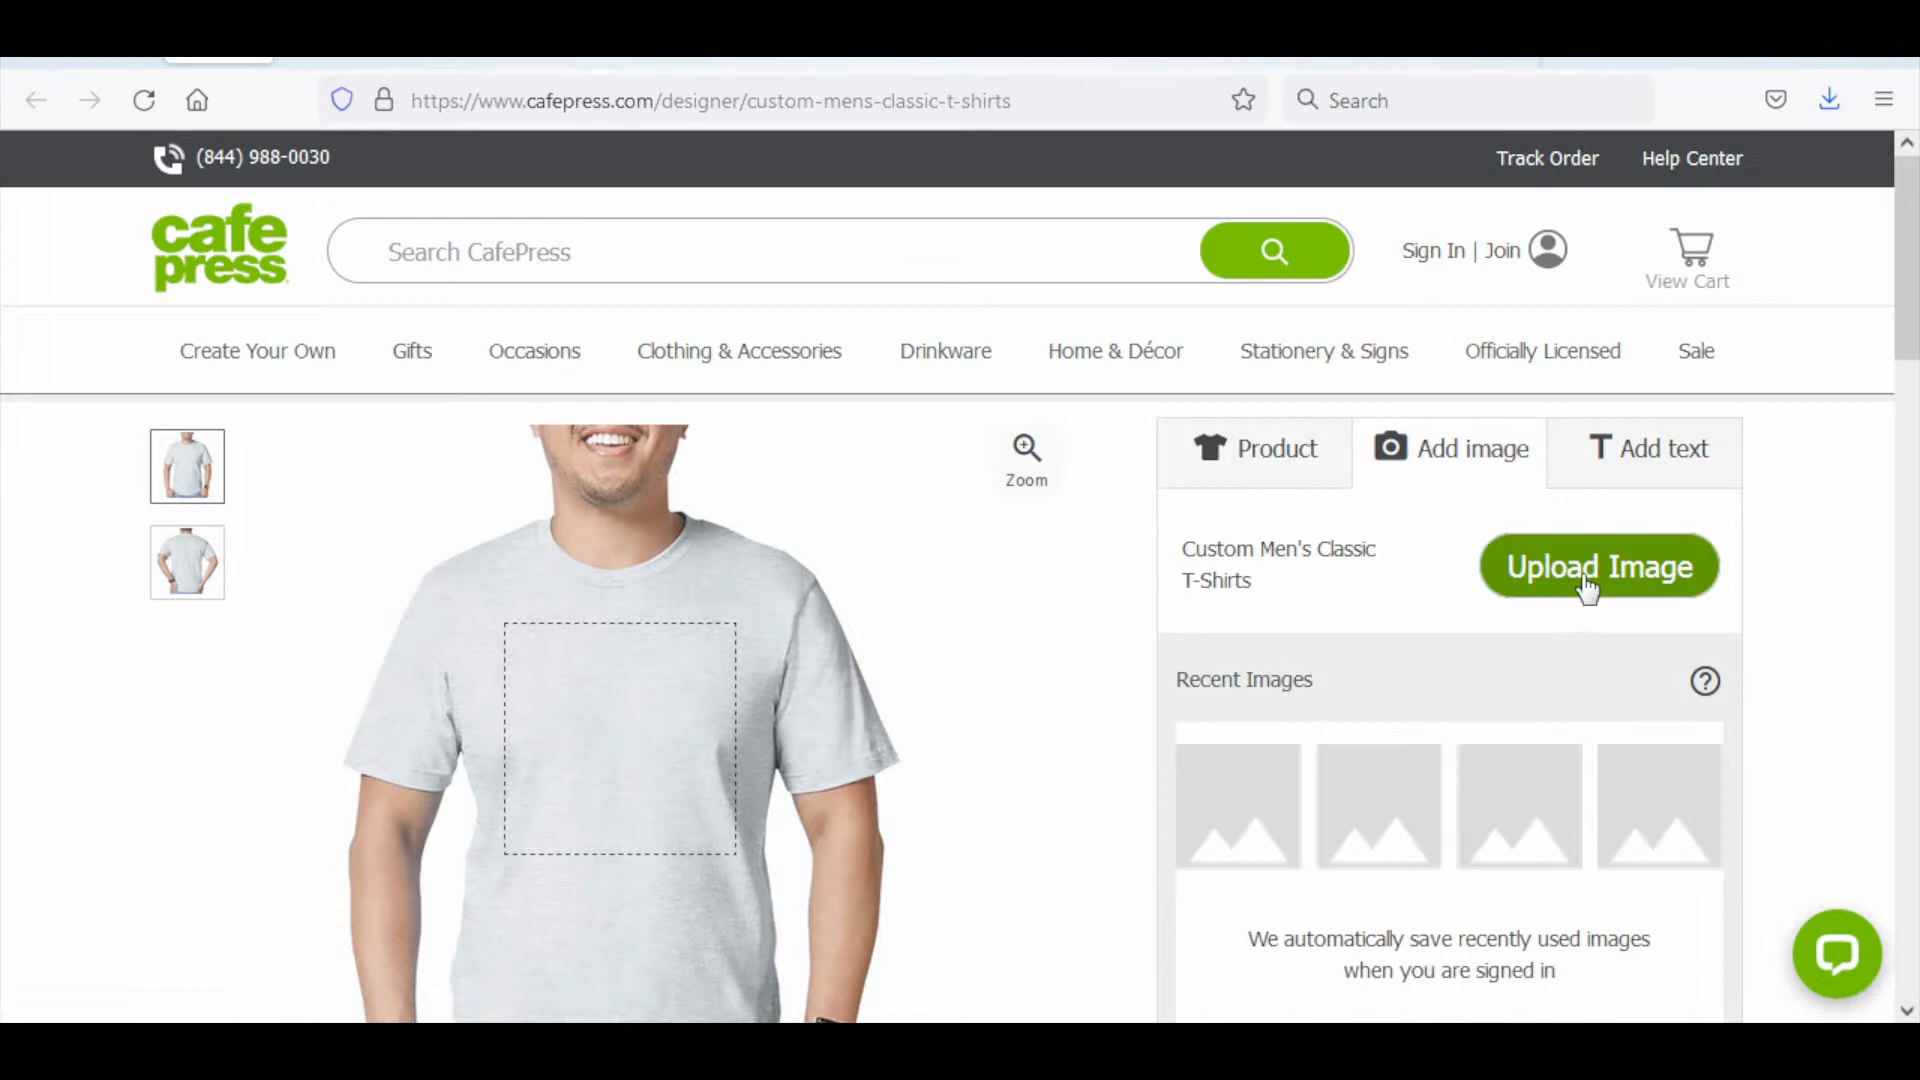 https://www.cafepress.com/designer/custom-mens-classic-t-shirts
Search
(844) 988-0030
Track Order
Help Center
cafe
press
Search CafePress
Sign In | Join
View Cart
Create Your Own
Gifts
Occasions
Clothing & Accessories
Drinkware
Home & Décor
Stationery & Signs
Officially Licensed
Sale
Zoom
Product
Add image
T Add text
Custom Men's Classic
T-Shirts
Upload Image
Recent Images
?
We automatically save recently used images
when you are signed in